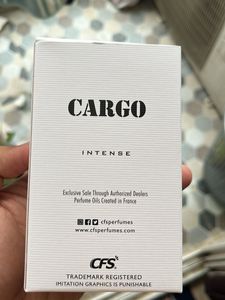 CARGO
INTENSE
Exclusive Sale Through Authorized Dealers
Perfume Oils Created in France
cfsperfumes
www.cfsperfumes.com
CFS
TRADEMARK REGISTERED
IMITATION GRAPHICS IS PUNISHABLE